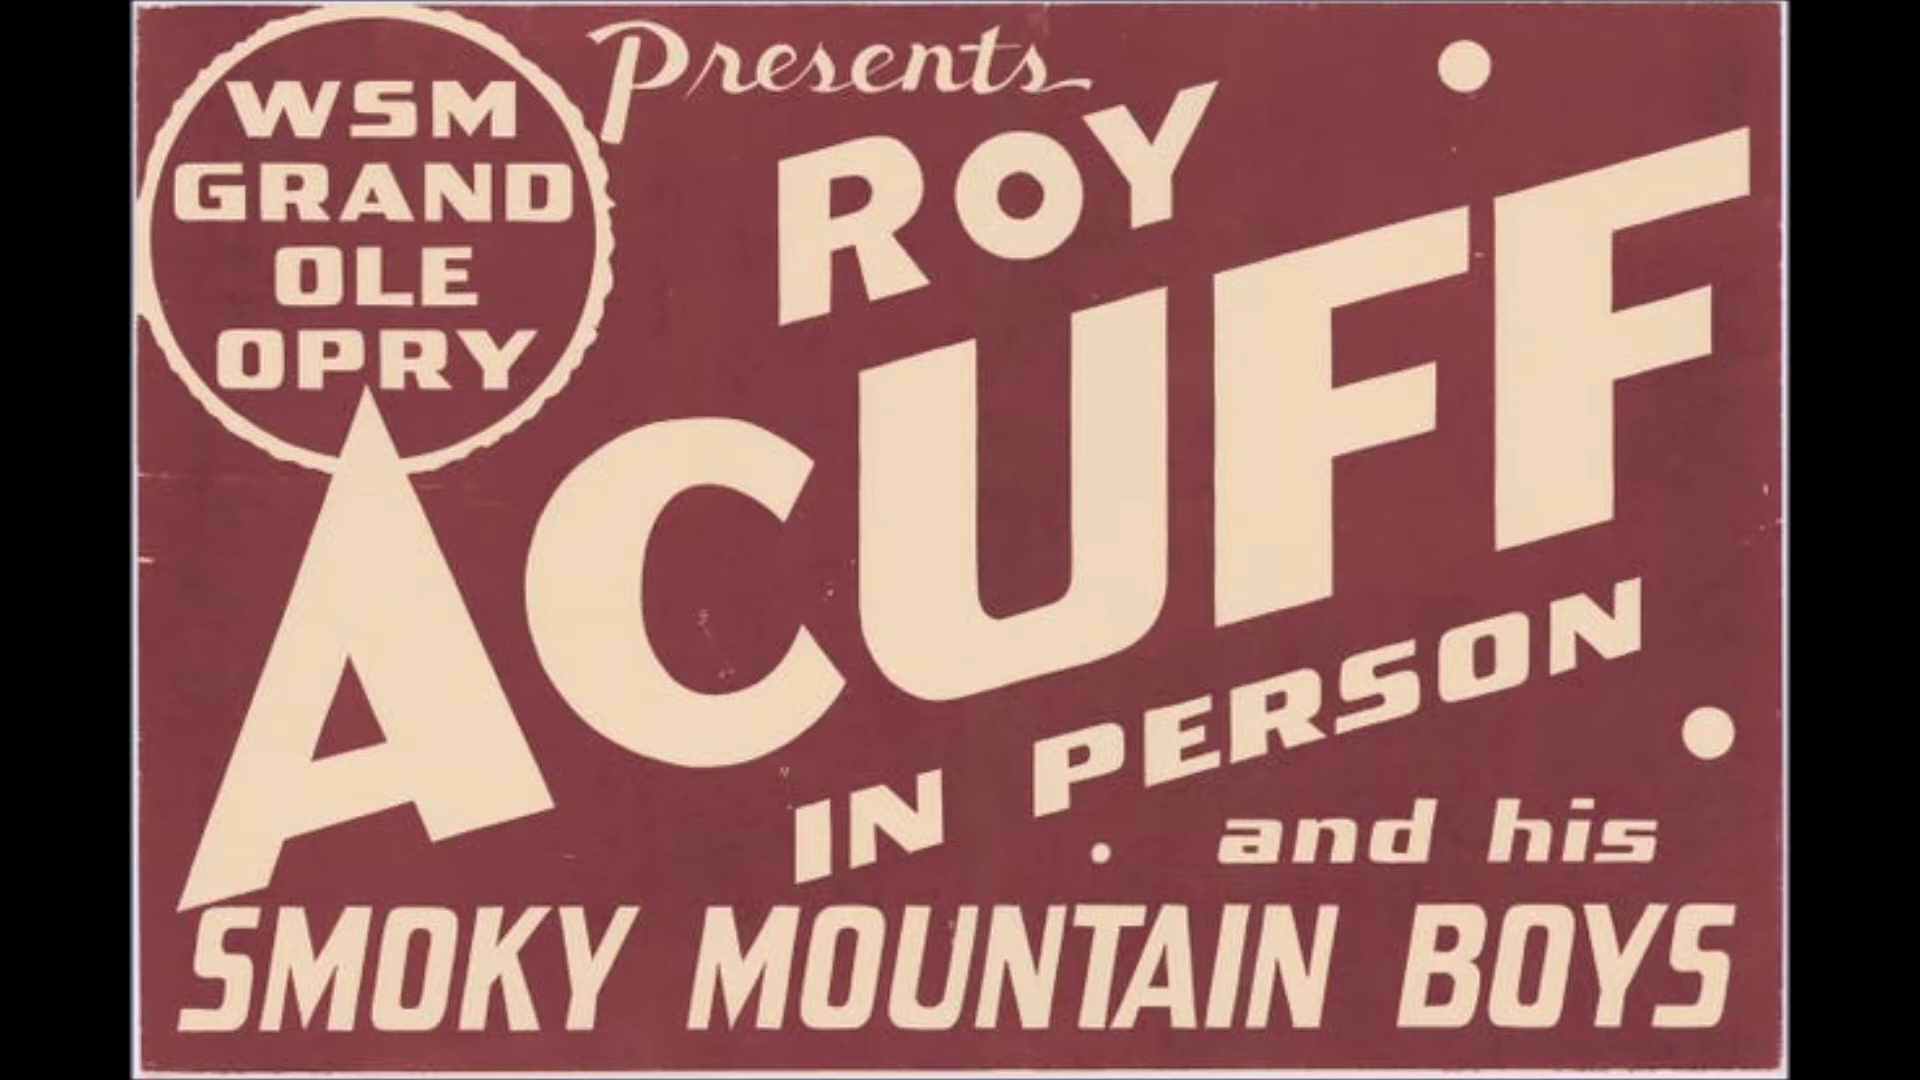 WSM
GRAND
OLE
OPRY
Presents
ROY
ACUFF
IN PERSON
and his
SMOKY MOUNTAIN BOYS